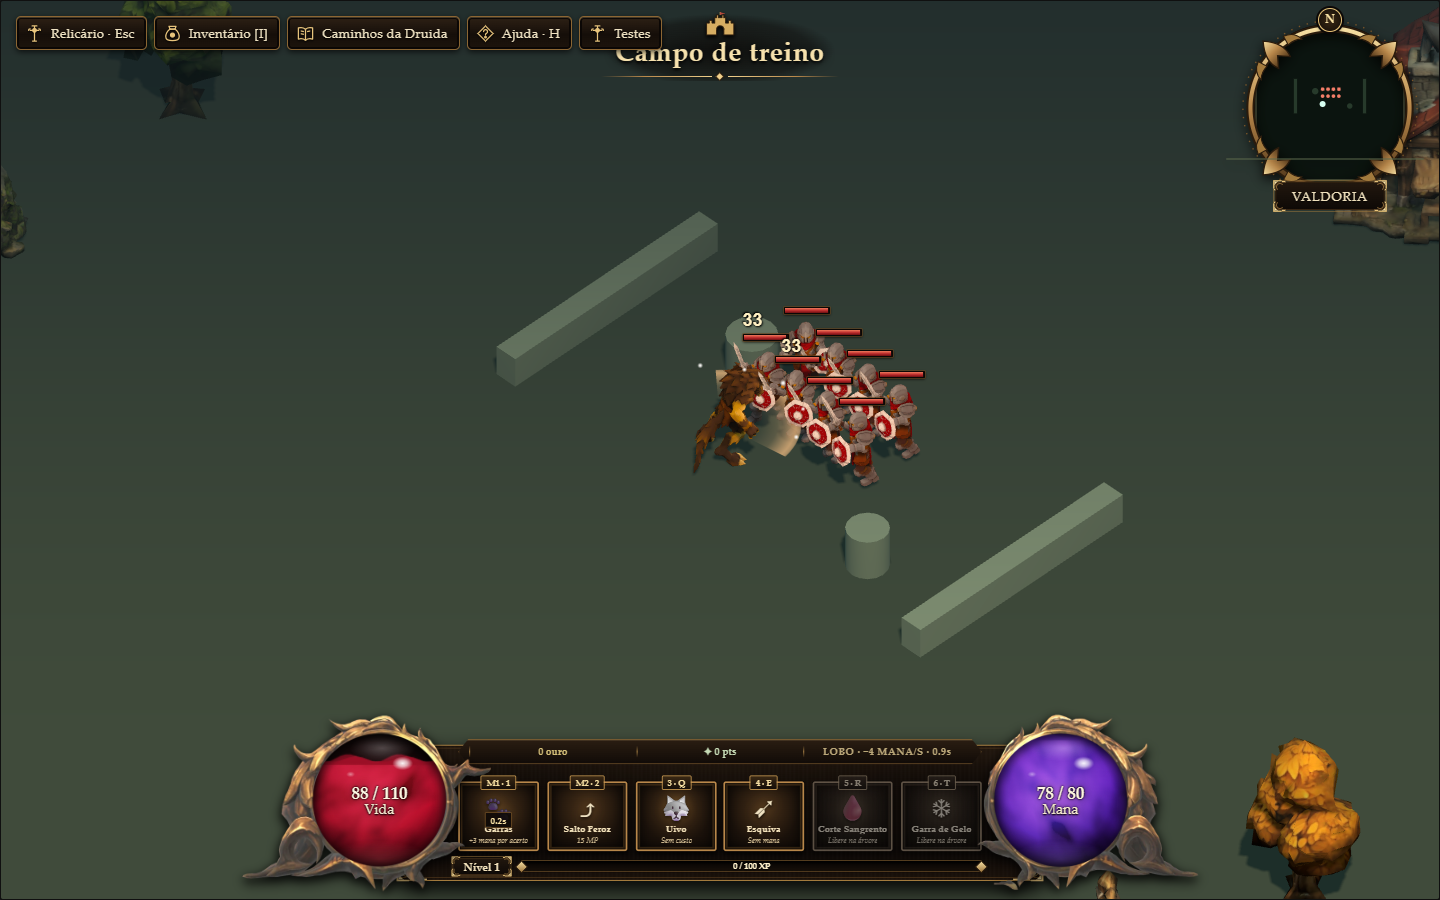 Relicário · Esc
Inventário [I]
Caminhos da Druida
Ajuda · H
Testes
Campo de treino
N
VALDORIA
33
33
0 ouro
✦ 0 pts
LOBO · −4 MANA/S · 0.9s
88 / 110
Vida
M1 · 1
0.2s
Garras
+3 mana por acerto
M2 · 2
Salto Feroz
15 MP
3 · Q
Uivo
Sem custo
4 · E
Esquiva
Sem mana
5 · R
Corte Sangrento
Libere na árvore
6 · T
Garra de Gelo
Libere na árvore
78 / 80
Mana
Nível 1
0 / 100 XP